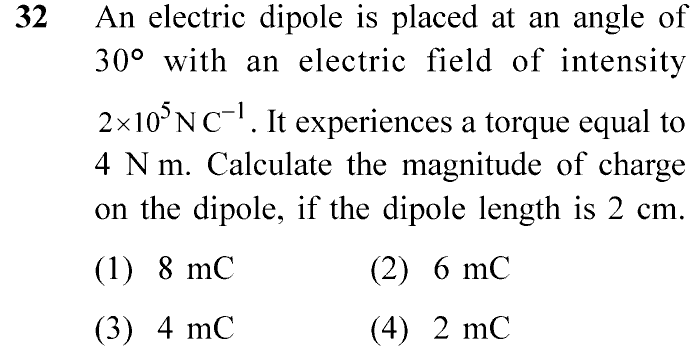 32 An electric dipole is placed at an angle of
30° with an electric field of intensity
2×10⁵ N C⁻¹. It experiences a torque equal to
4 N m. Calculate the magnitude of charge
on the dipole, if the dipole length is 2 cm.
(1) 8 mC (2) 6 mC
(3) 4 mC (4) 2 mC